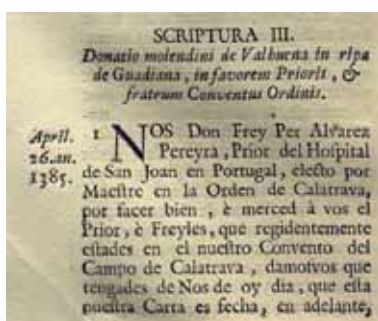 SCRIPTURA III.
Donatio molendini de Valbuena in ripa
de Guadiana, in favorem Prioris, &
fratrum Conventus Ordinis.
April.
26. an.
1385.
1 NOS Don Frey Per Alvarez
Pereyra, Prior del Hoſpital
de San Joan en Portugal, electo por
Maeſtre en la Orden de Calatrava,
por facer bien, è merced à vos el
Prior, è Freyles, que reſidentemente
eſtades en el nueſtro Convento del
Campo de Calatrava, damoſvos que
tengades de Nos de oy dia, que eſta
nueſtra Carta es fecha, en adelante,